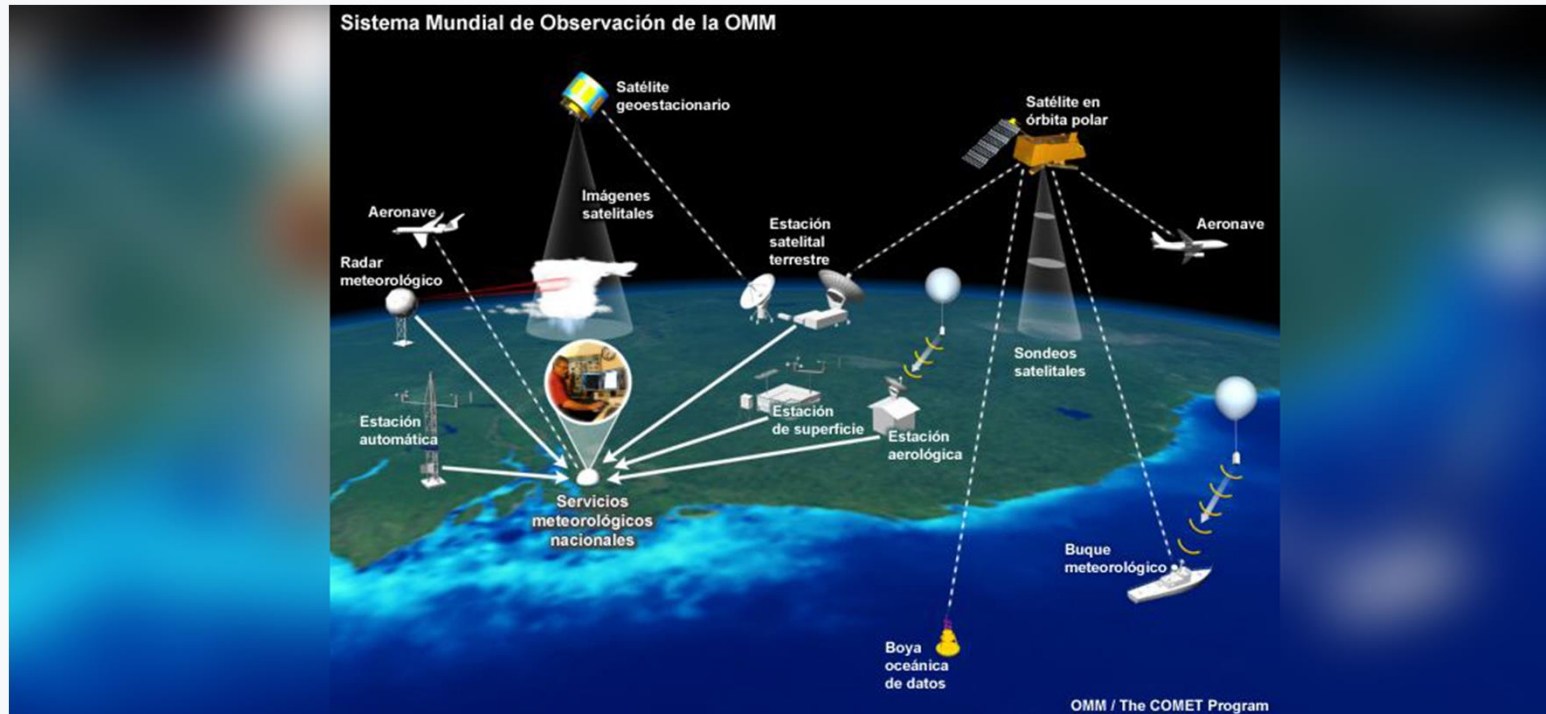 Sistema Mundial de Observación de la OMM
Satélite
geoestacionario
Satélite en
órbita polar
Imágenes
satelitales
Aeronave
Estación
satelital
terrestre
Aeronave
Radar
meteorológico
Sondeos
satelitales
Estación
automática
Estación
de superficie
Estación
aerológica
Servicios
meteorológicos
nacionales
Buque
meteorológico
Boya
oceánica
de datos
OMM / The COMET Program